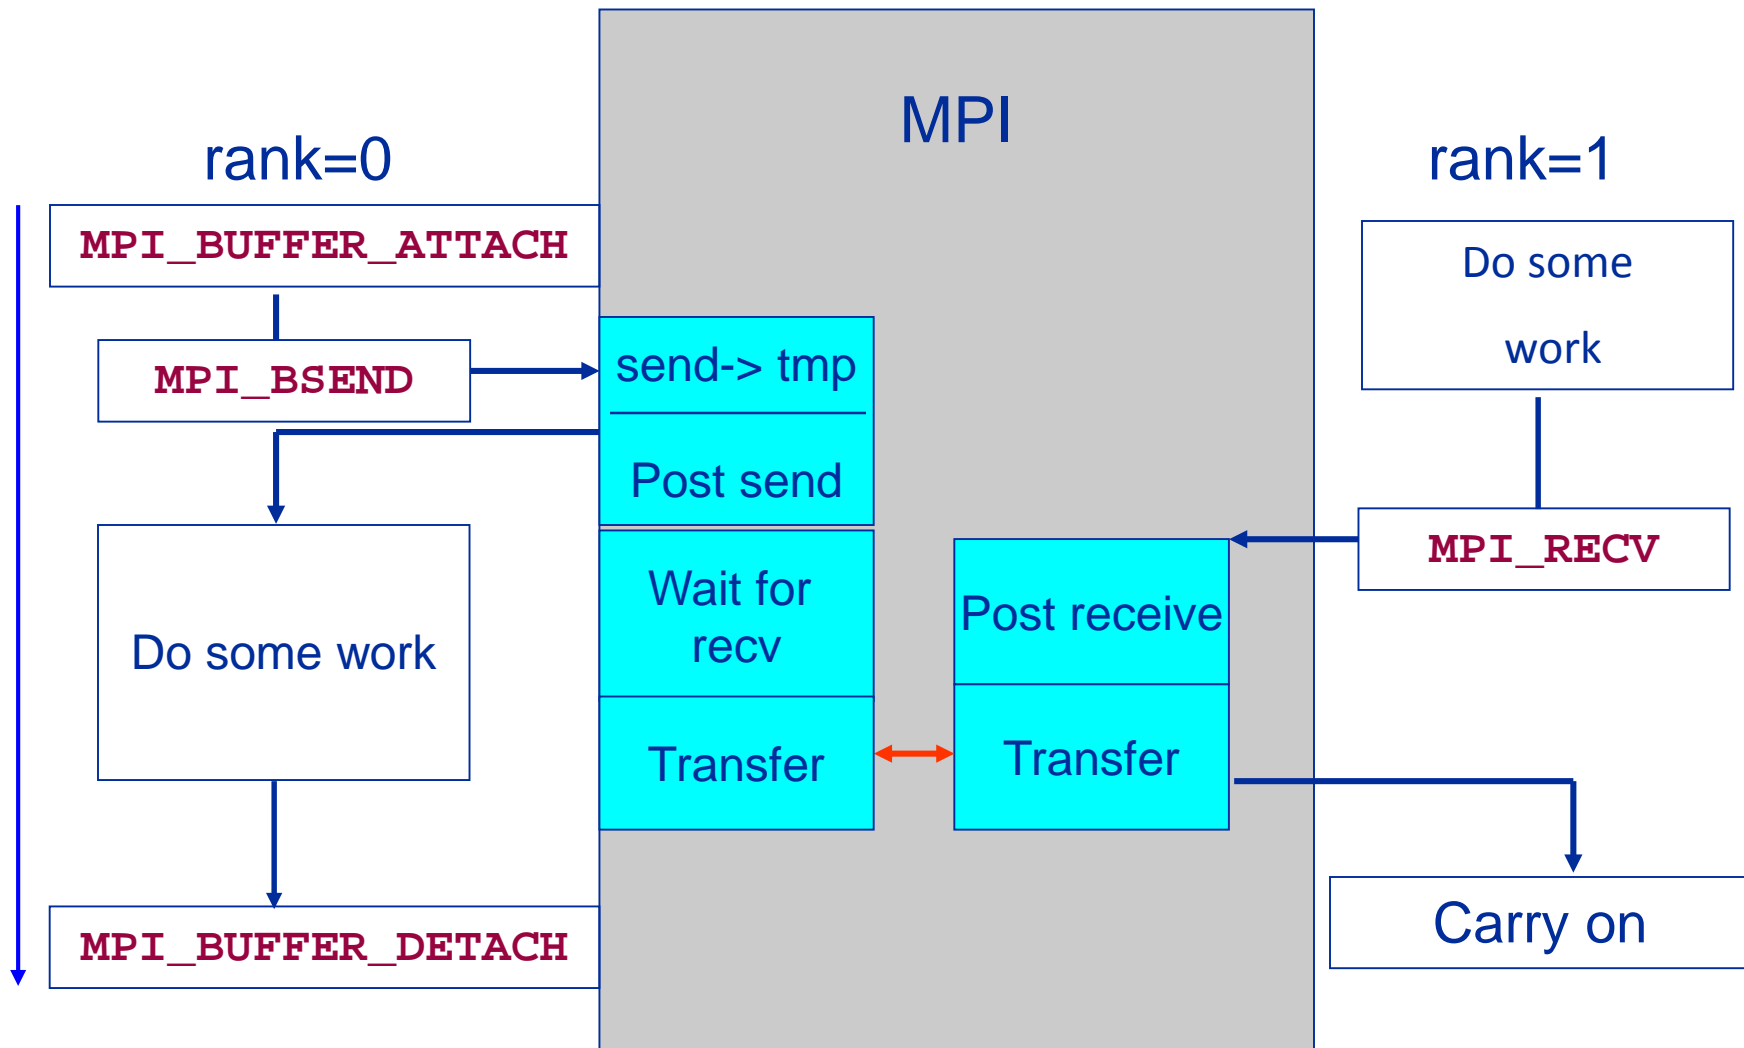 MPI
rank=0
rank=1
MPI_BUFFER_ATTACH
Do some
work
MPI_BSEND
send-> tmp
Post send
MPI_RECV
Wait for
recv
Post receive
Do some work
Transfer
Transfer
Carry on
MPI_BUFFER_DETACH